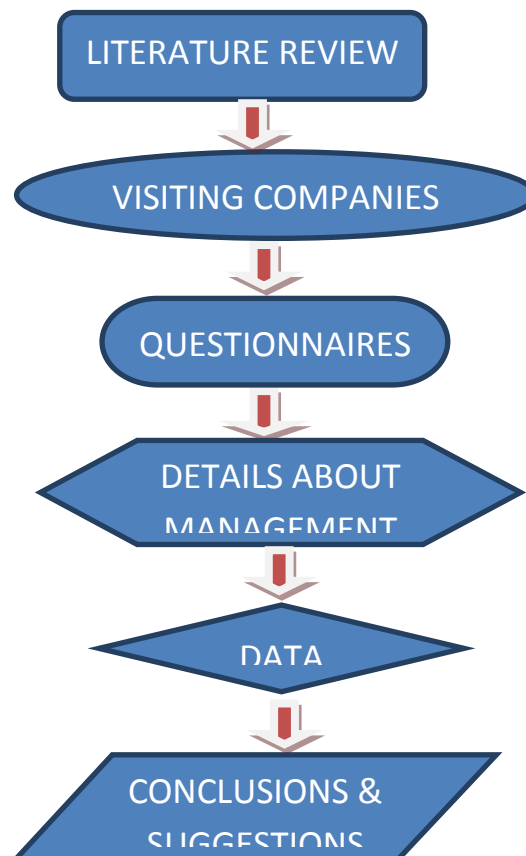 LITERATURE REVIEW
VISITING COMPANIES
QUESTIONNAIRES
DETAILS ABOUT
MANAGEMENT
DATA
CONCLUSIONS &
SUGGESTIONS